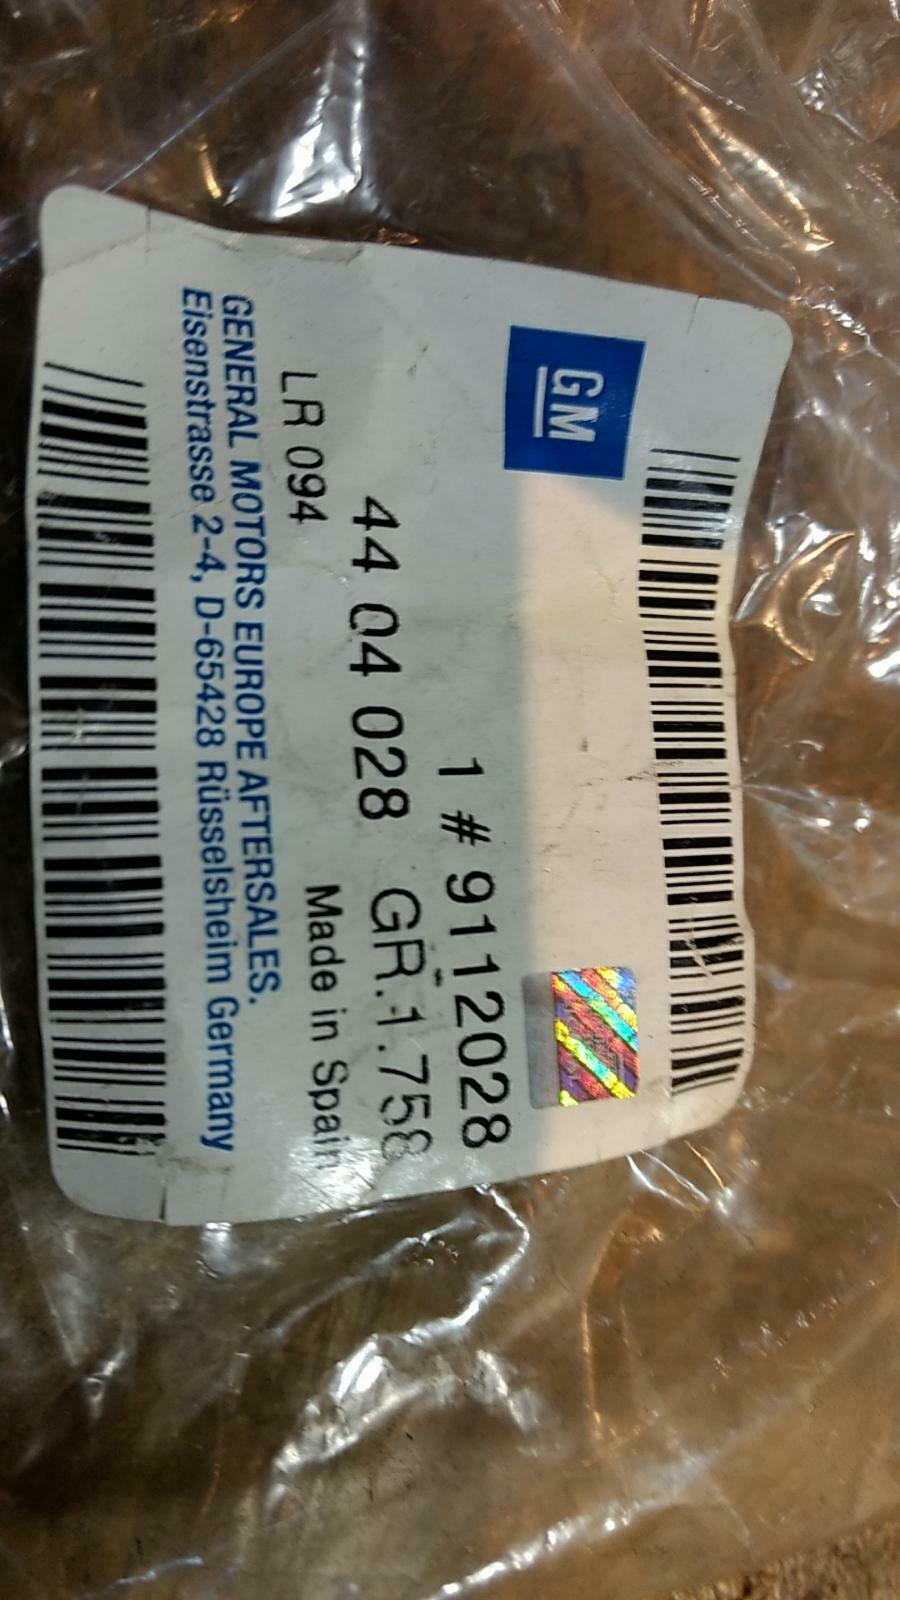 GM
1 # 9112028
44 04 028 GR.1.758
LR 094 Made in Spain
GENERAL MOTORS EUROPE AFTERSALES.
Eisenstrasse 2-4, D-65428 Rüsselsheim Germany